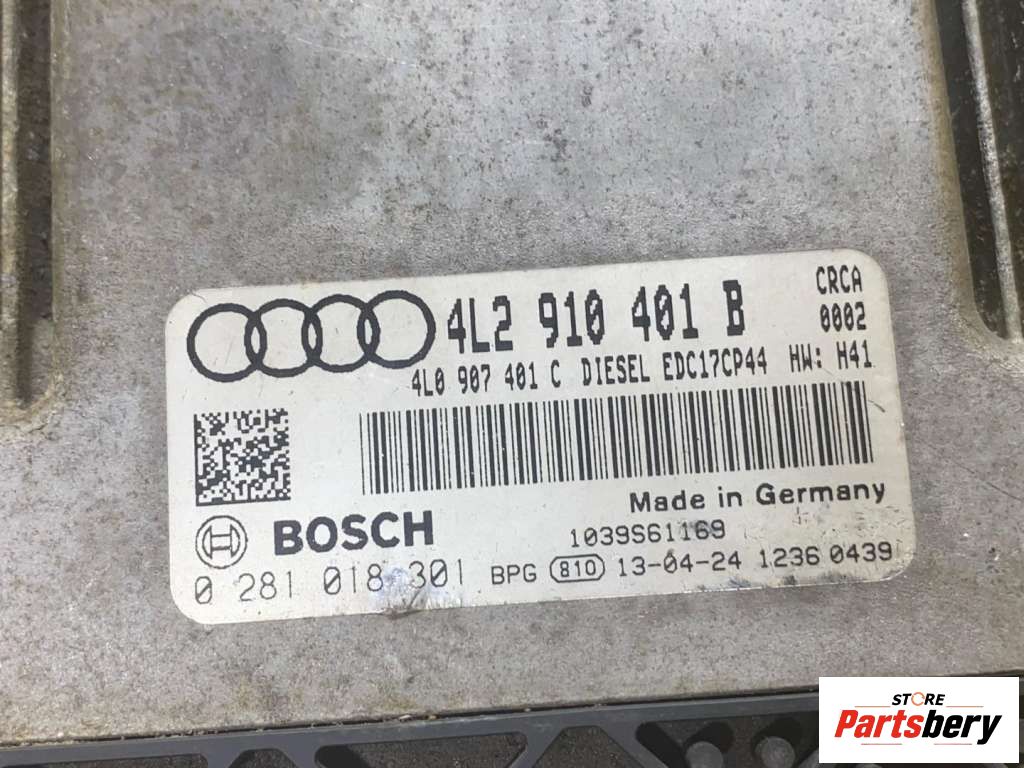 4L2 910 401 B CRCA
0002
4L0 907 401 C DIESEL EDC17CP44 HW: H41
Made in Germany
BOSCH 1039S61169
0 281 018 301 BPG 810 13-04-24 1236 0439
STORE
Partsbery